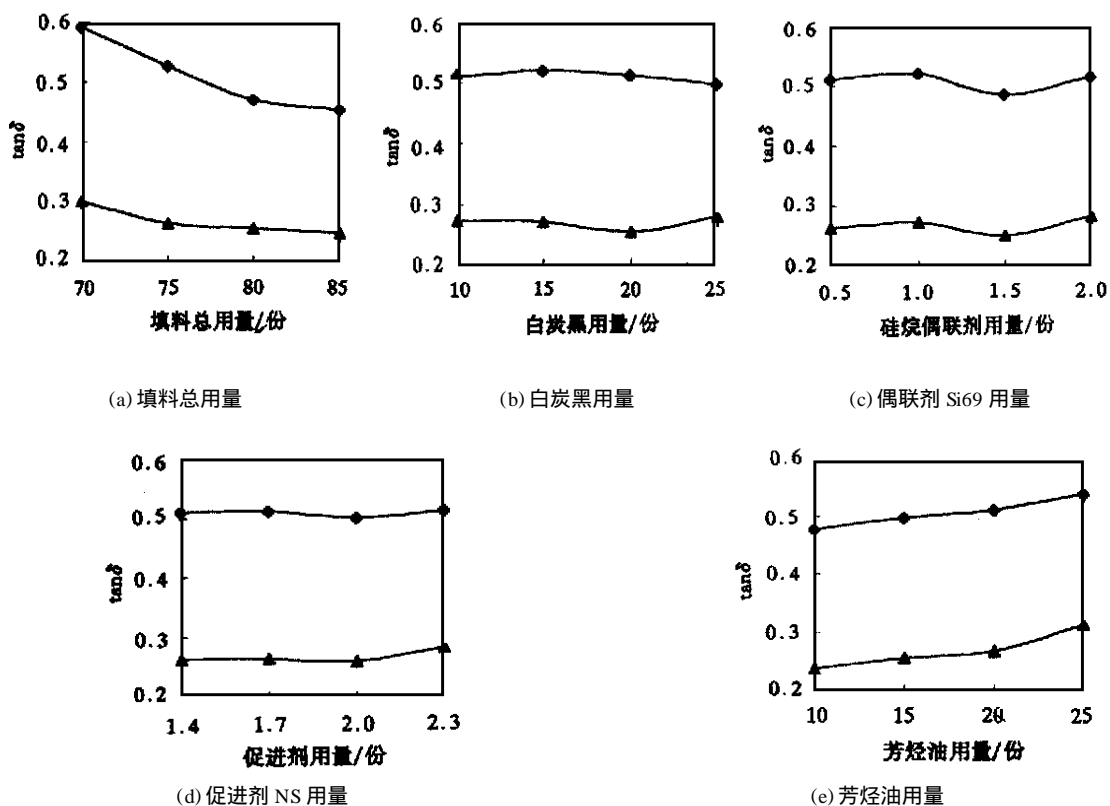 0.6
0.5
0.4
0.3
0.2
tanδ
70 75 80 85
填料总用量/份
(a) 填料总用量
0.6
0.5
0.4
0.3
0.2
tanδ
10 15 20 25
白炭黑用量/份
(b) 白炭黑用量
0.6
0.5
0.4
0.3
0.2
tanδ
0.5 1.0 1.5 2.0
硅烷偶联剂用量/份
(c) 偶联剂 Si69 用量
0.6
0.5
0.4
0.3
0.2
tanδ
1.4 1.7 2.0 2.3
促进剂用量/份
(d) 促进剂 NS 用量
0.6
0.5
0.4
0.3
0.2
tanδ
10 15 20 25
芳烃油用量/份
(e) 芳烃油用量